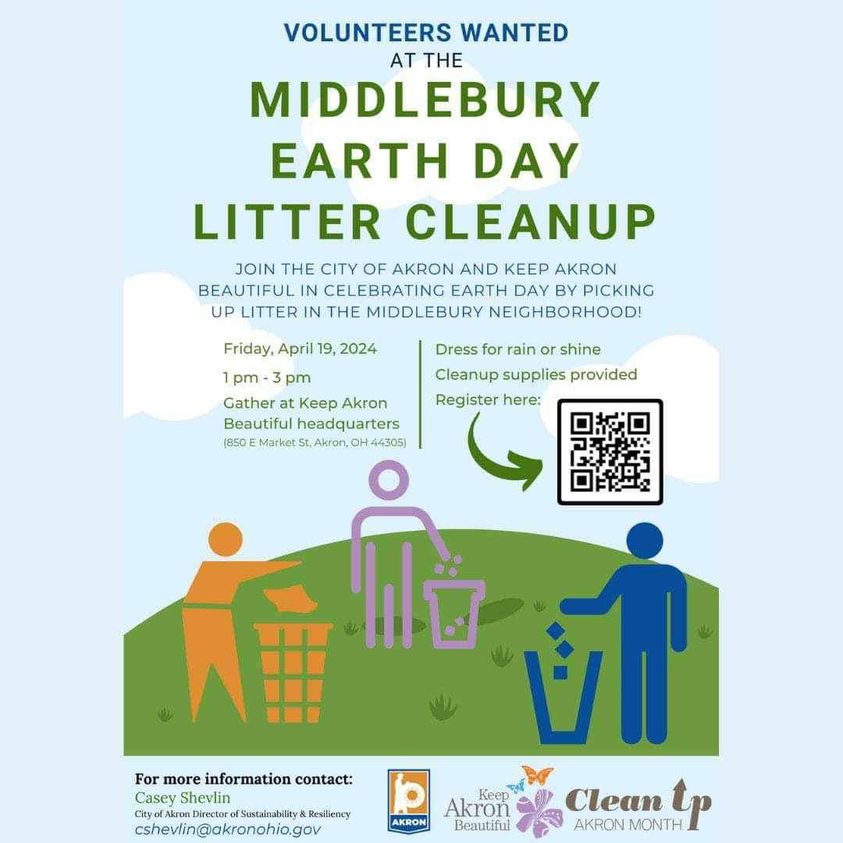 VOLUNTEERS WANTED
AT THE
MIDDLEBURY
EARTH DAY
LITTER CLEANUP
JOIN THE CITY OF AKRON AND KEEP AKRON
BEAUTIFUL IN CELEBRATING EARTH DAY BY PICKING
UP LITTER IN THE MIDDLEBURY NEIGHBORHOOD!
Friday, April 19, 2024
1 pm - 3 pm
Gather at Keep Akron
Beautiful headquarters
(850 E Market St, Akron, OH 44305)
Dress for rain or shine
Cleanup supplies provided
Register here:
For more information contact:
Casey Shevlin
City of Akron Director of Sustainability & Resiliency
cshevlin@akronohio.gov
AKRON
Keep
Akron
Beautiful
Clean Up
AKRON MONTH